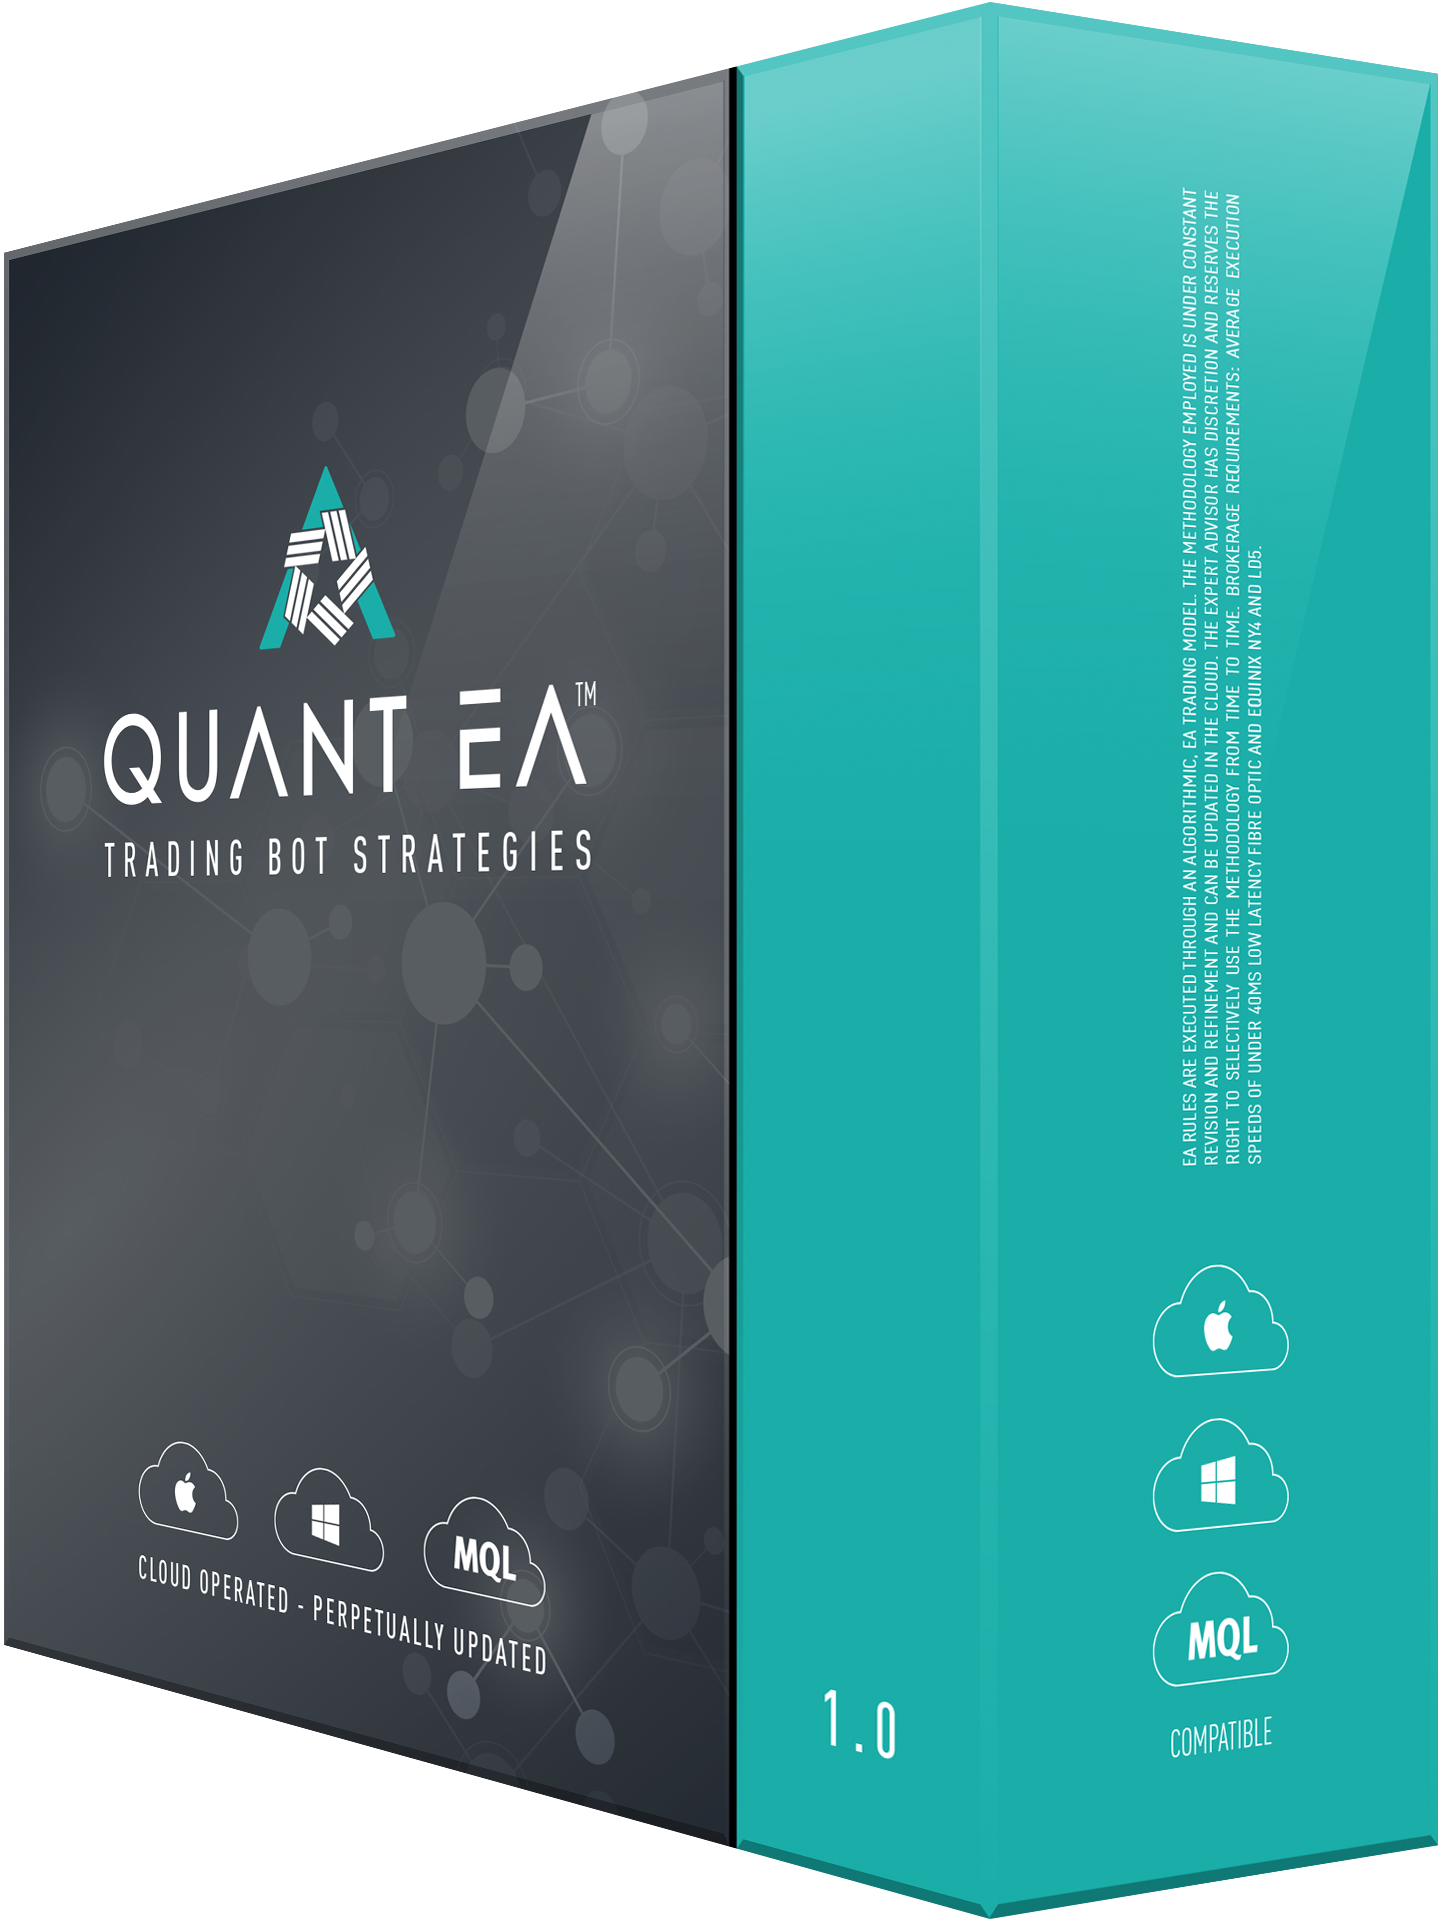 QUANT EA™
TRADING BOT STRATEGIES
MQL
CLOUD OPERATED - PERPETUALLY UPDATED
1.0
EA RULES ARE EXECUTED THROUGH AN ALGORITHMIC, EA TRADING MODEL. THE METHODOLOGY EMPLOYED IS UNDER CONSTANT
REVISION AND REFINEMENT AND CAN BE UPDATED IN THE CLOUD. THE EXPERT ADVISOR HAS DISCRETION AND RESERVES THE
RIGHT TO SELECTIVELY USE THE METHODOLOGY FROM TIME TO TIME. BROKERAGE REQUIREMENTS: AVERAGE EXECUTION
SPEEDS OF UNDER 40MS LOW LATENCY FIBRE OPTIC AND EQUINIX NY4 AND LD5.
MQL
COMPATIBLE